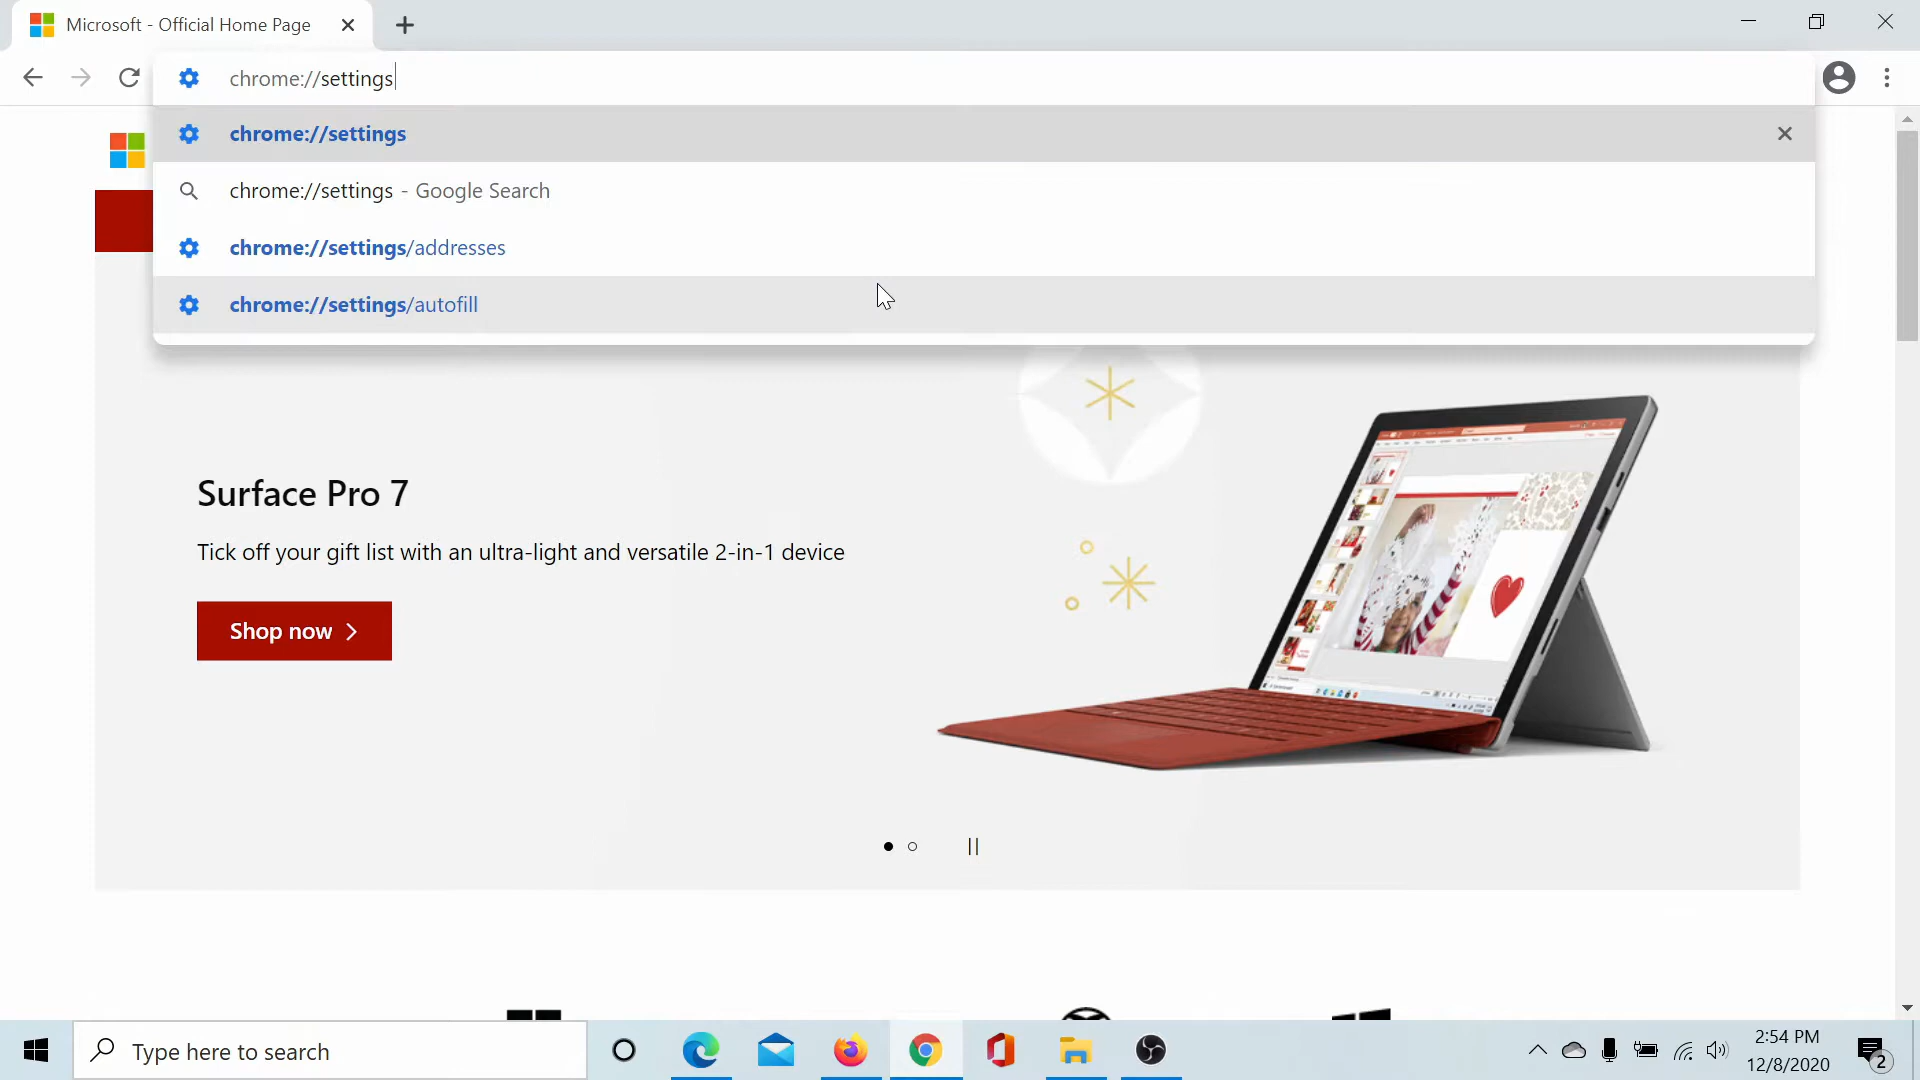 Microsoft - Official Home Page
chrome://settings
chrome://settings
chrome://settings - Google Search
chrome://settings/addresses
chrome://settings/autofill
Surface Pro 7
Tick off your gift list with an ultra-light and versatile 2-in-1 device
Shop now
Type here to search
2:54 PM
12/8/2020
2